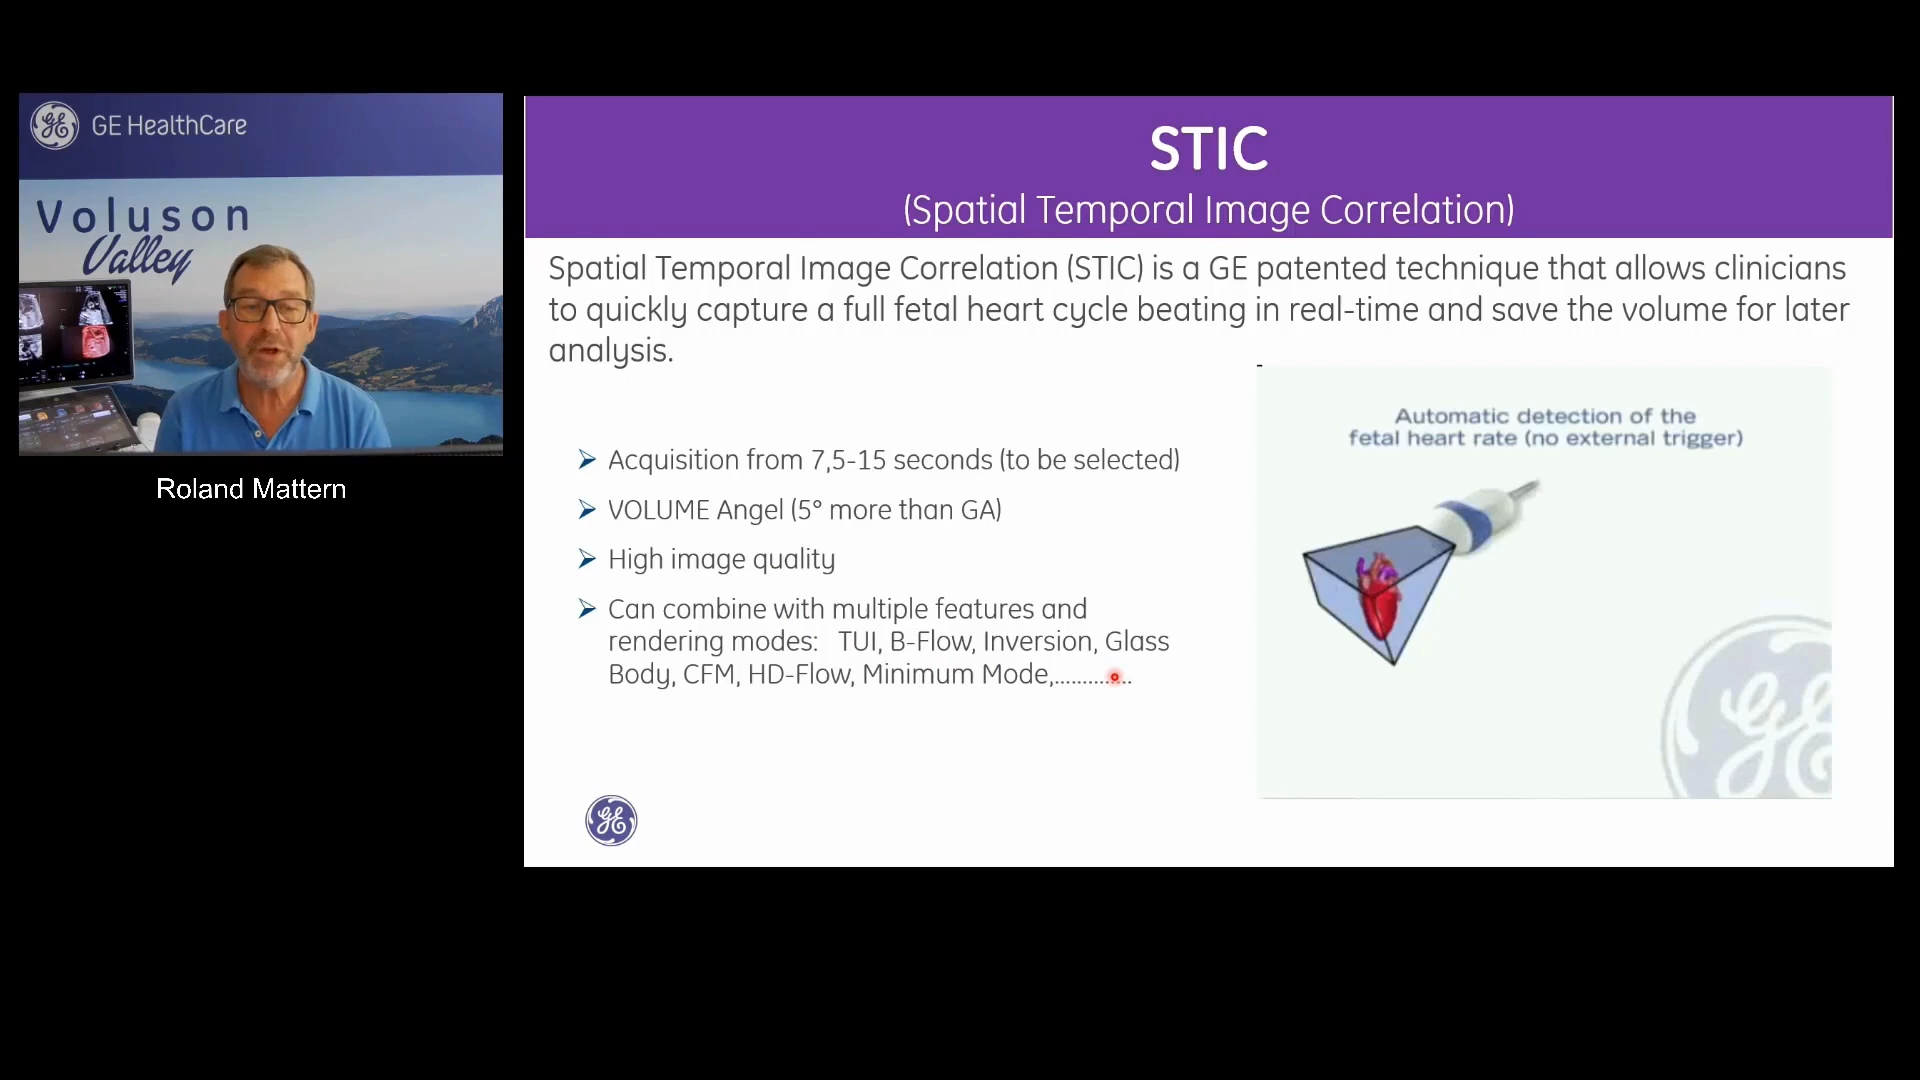 GE HealthCare
Voluson
Valley
Roland Mattern
STIC
(Spatial Temporal Image Correlation)
Spatial Temporal Image Correlation (STIC) is a GE patented technique that allows clinicians
to quickly capture a full fetal heart cycle beating in real-time and save the volume for later
analysis.
Acquisition from 7,5-15 seconds (to be selected)
VOLUME Angel (5° more than GA)
High image quality
Can combine with multiple features and
rendering modes: TUI, B-Flow, Inversion, Glass
Body, CFM, HD-Flow, Minimum Mode,..............
Automatic detection of the
fetal heart rate (no external trigger)
GE
GE